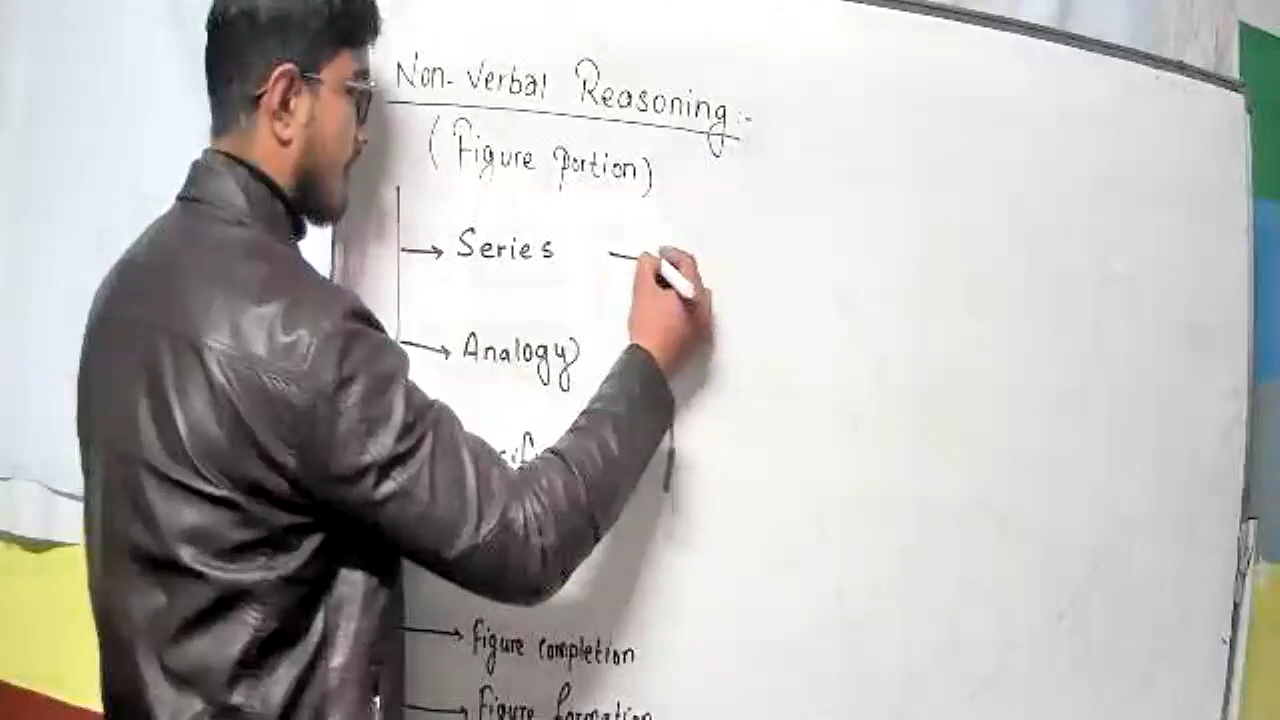 Non-Verbal Reasoning:-
(Figure Portion)
→ Series —
→ Analogy
→ Figure completion
→ Figure formation